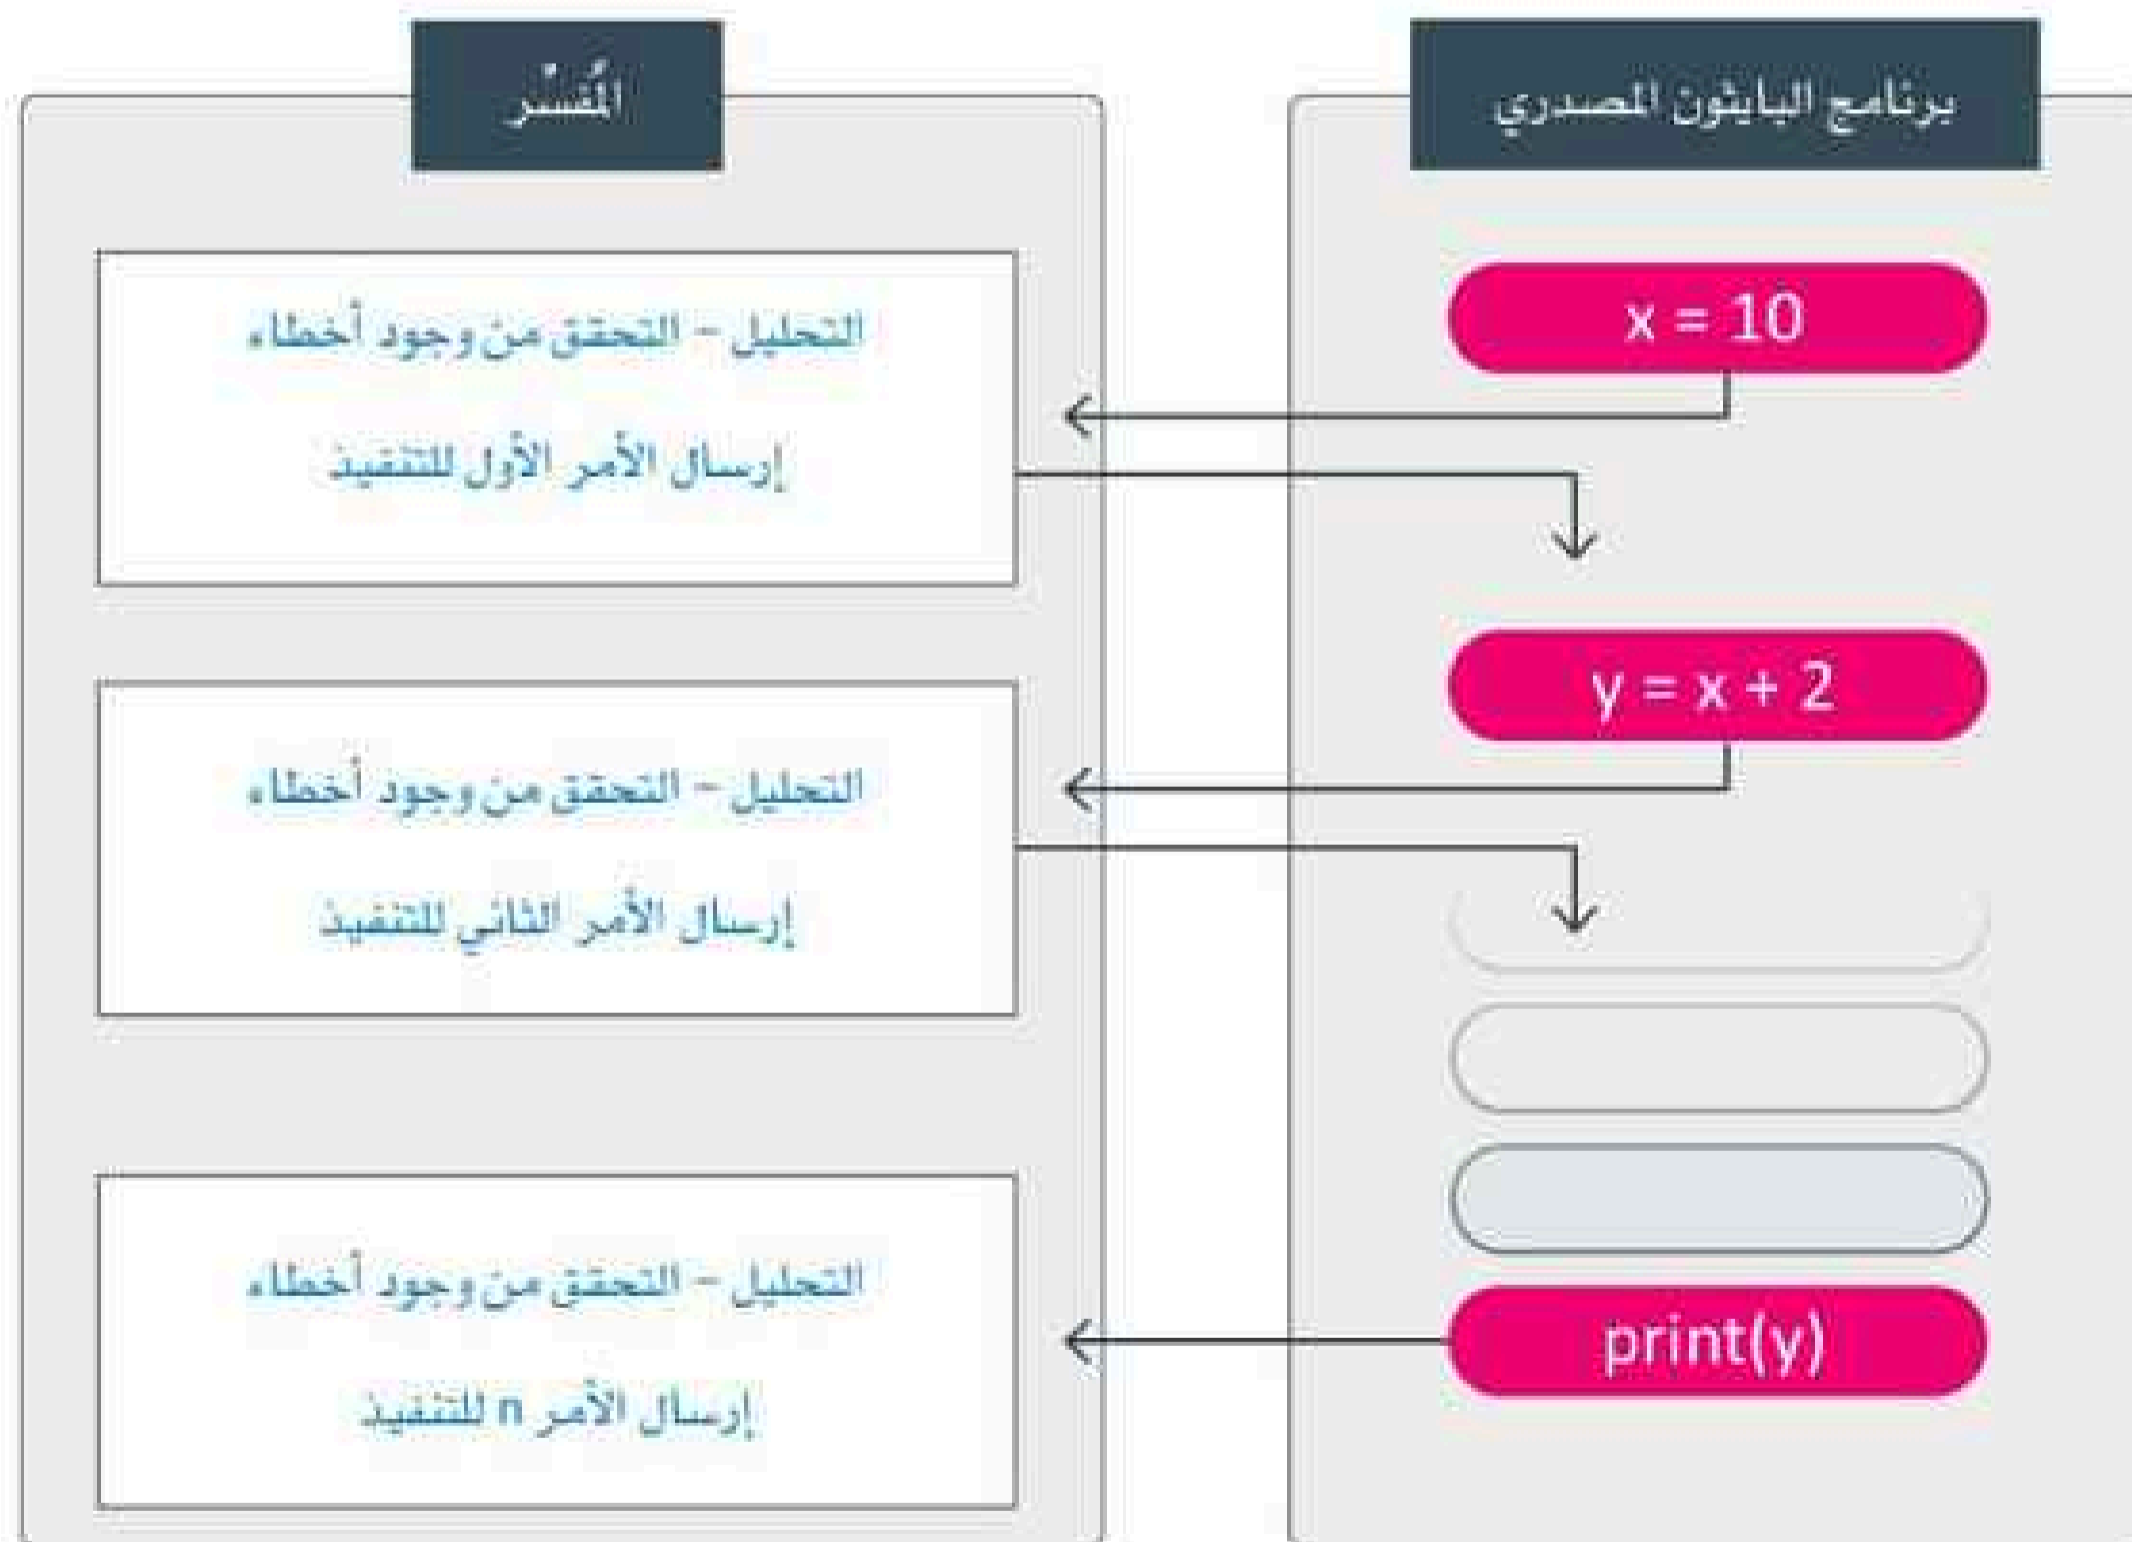 برنامج البايثون المصدري
x = 10
y = x + 2
print(y)
المُفسِّر
التحليل – التحقق من وجود أخطاء
إرسال الأمر الأول للتنفيذ
التحليل – التحقق من وجود أخطاء
إرسال الأمر الثاني للتنفيذ
التحليل – التحقق من وجود أخطاء
إرسال الأمر n للتنفيذ